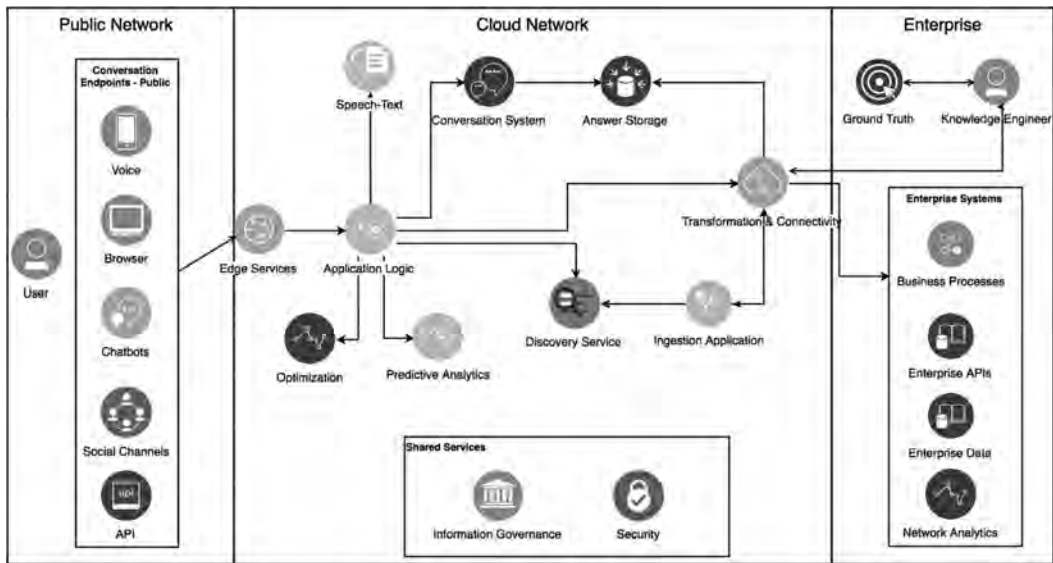 Public Network
Cloud Network
Enterprise
Conversation
Endpoints - Public
Voice
Browser
User
Chatbots
Social Channels
api
API
Edge Services
Application Logic
Speech-Text
Conversation System
Answer Storage
Transformation & Connectivity
Optimization
Predictive Analytics
Discovery Service
Ingestion Application
Shared Services
Information Governance
Security
Ground Truth
Knowledge Engineer
Enterprise Systems
Business Processes
Enterprise APIs
Enterprise Data
Network Analytics